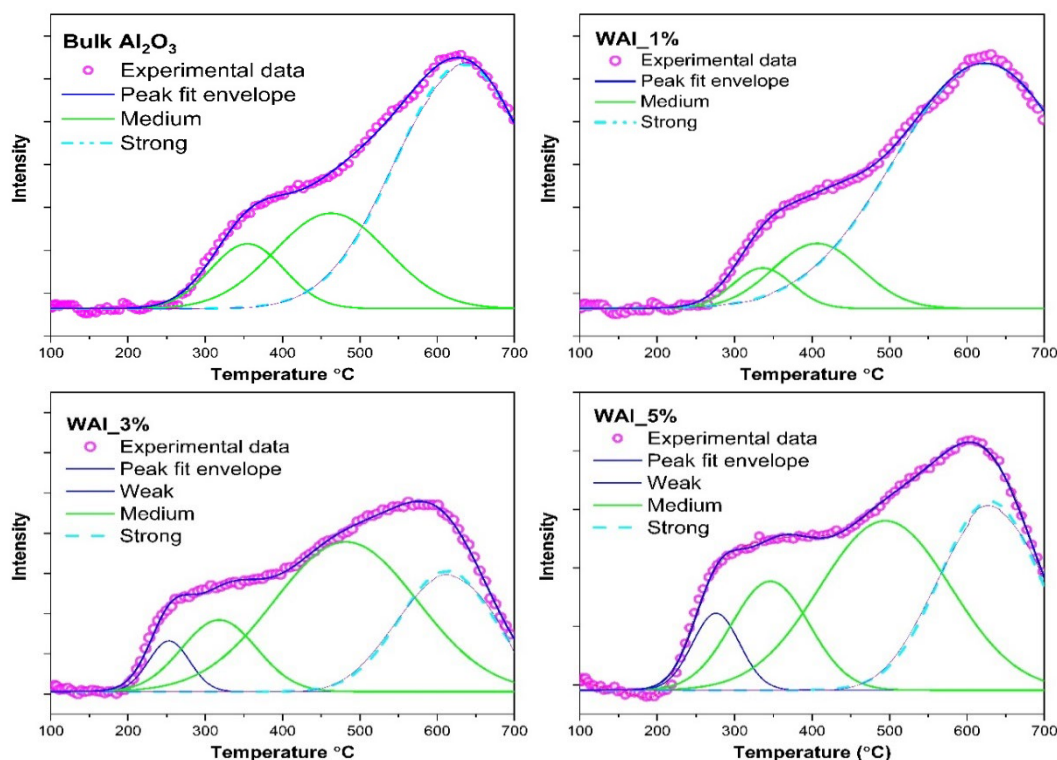 Bulk Al₂O₃
Experimental data
Peak fit envelope
Medium
Strong
Intensity
100 200 300 400 500 600 700
Temperature °C
WAl_1%
Experimental data
Peak fit envelope
Medium
Strong
Intensity
100 200 300 400 500 600 700
Temperature °C
WAl_3%
Experimental data
Peak fit envelope
Weak
Medium
Strong
Intensity
100 200 300 400 500 600 700
Temperature °C
WAl_5%
Experimental data
Peak fit envelope
Weak
Medium
Strong
Intensity
100 200 300 400 500 600 700
Temperature (°C)